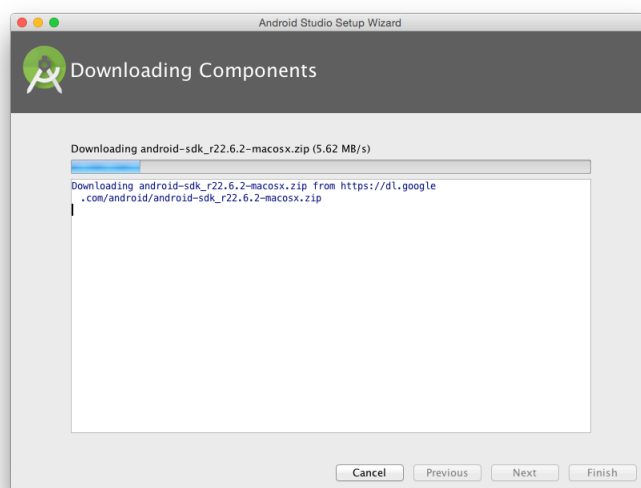 Android Studio Setup Wizard
Downloading Components
Downloading android-sdk_r22.6.2-macosx.zip (5.62 MB/s)
Downloading android-sdk_r22.6.2-macosx.zip from https://dl.google
.com/android/android-sdk_r22.6.2-macosx.zip
Cancel Previous Next Finish